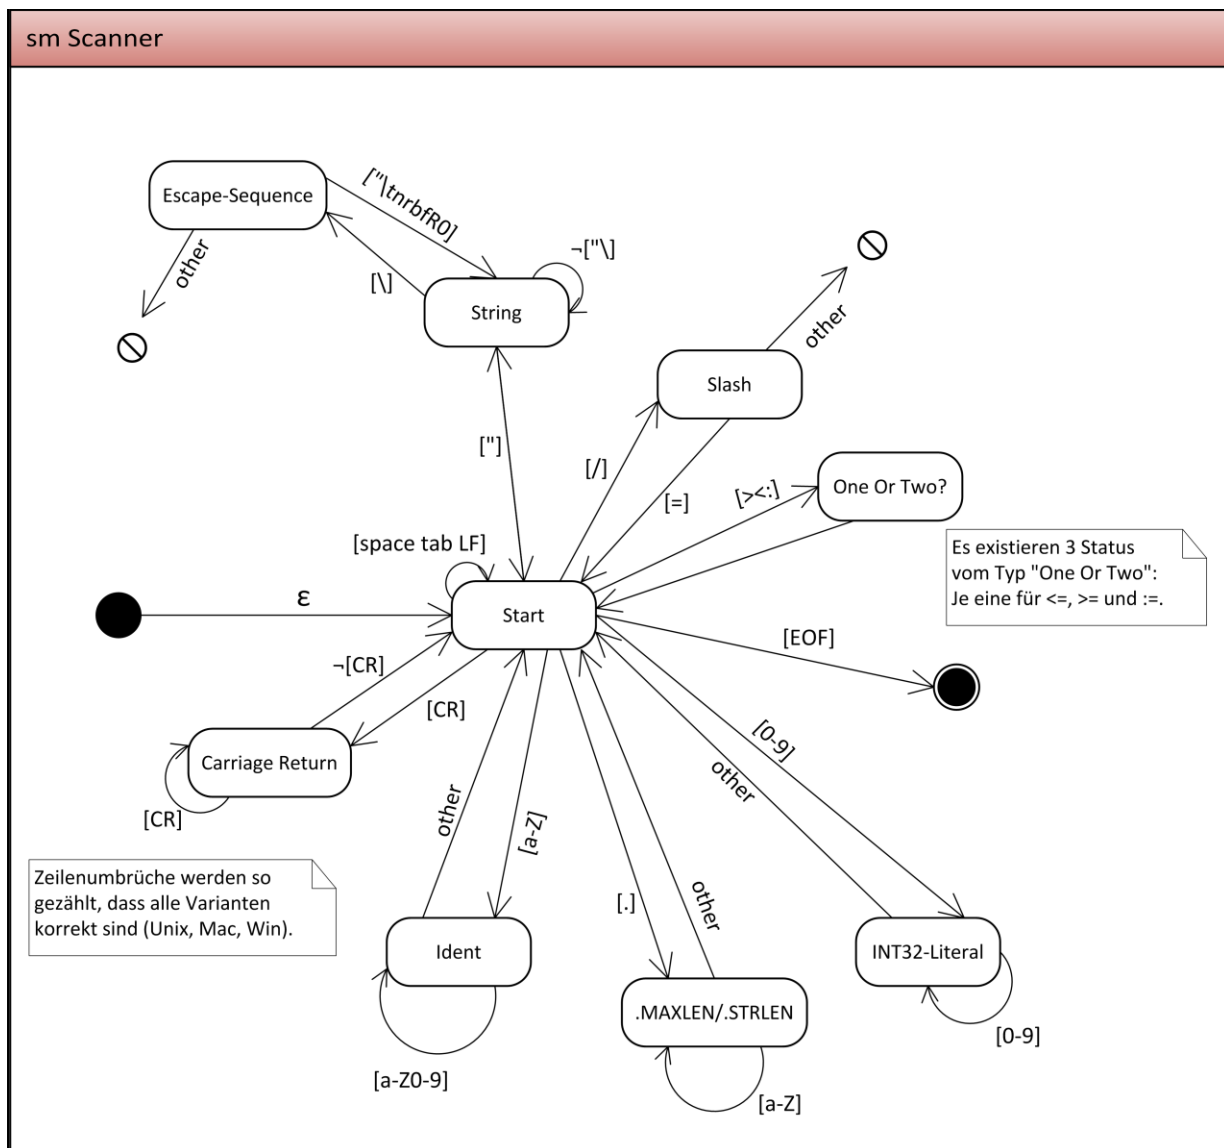 sm Scanner
Escape-Sequence
["\tnrbfR0]
¬["\]
other
[\]
String
other
Slash
["]
[/]
[=]
[><:]
One Or Two?
[space tab LF]
Es existieren 3 Status
vom Typ "One Or Two":
Je eine für <=, >= und :=.
ε
Start
[EOF]
¬[CR]
[CR]
[0-9]
Carriage Return
other
other
[CR]
[a-Z]
Zeilenumbrüche werden so
gezählt, dass alle Varianten
korrekt sind (Unix, Mac, Win).
[.]
other
Ident
INT32-Literal
.MAXLEN/.STRLEN
[0-9]
[a-Z0-9]
[a-Z]